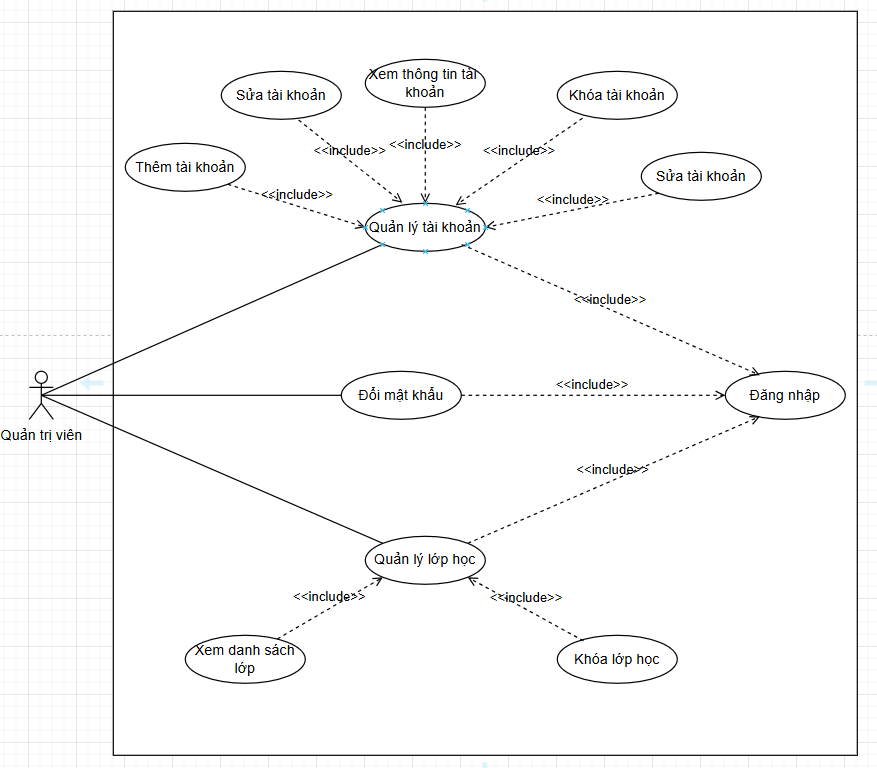 Xem thông tin tài
khoản
Sửa tài khoản
Khóa tài khoản
<<include>>
<<include>>
<<include>>
Thêm tài khoản
Sửa tài khoản
<<include>>
<<include>>
Quản lý tài khoản
<<include>>
<<include>>
Đổi mật khẩu
Đăng nhập
Quản trị viên
<<include>>
Quản lý lớp học
<<include>>
<<include>>
Xem danh sách
lớp
Khóa lớp học